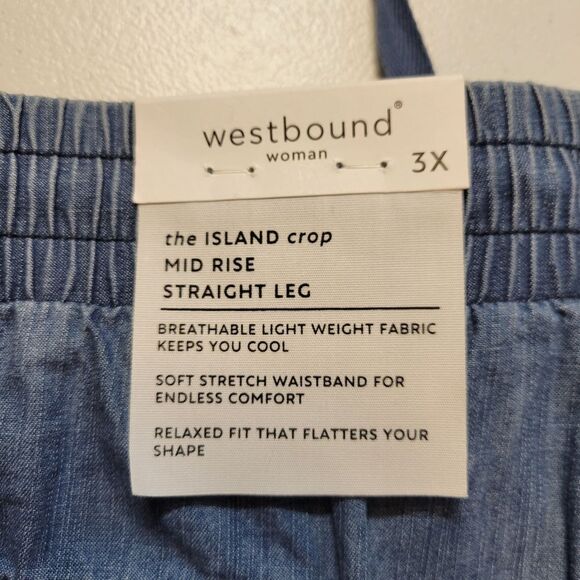 westbound®
woman
3X
the ISLAND crop
MID RISE
STRAIGHT LEG
BREATHABLE LIGHT WEIGHT FABRIC
KEEPS YOU COOL
SOFT STRETCH WAISTBAND FOR
ENDLESS COMFORT
RELAXED FIT THAT FLATTERS YOUR
SHAPE